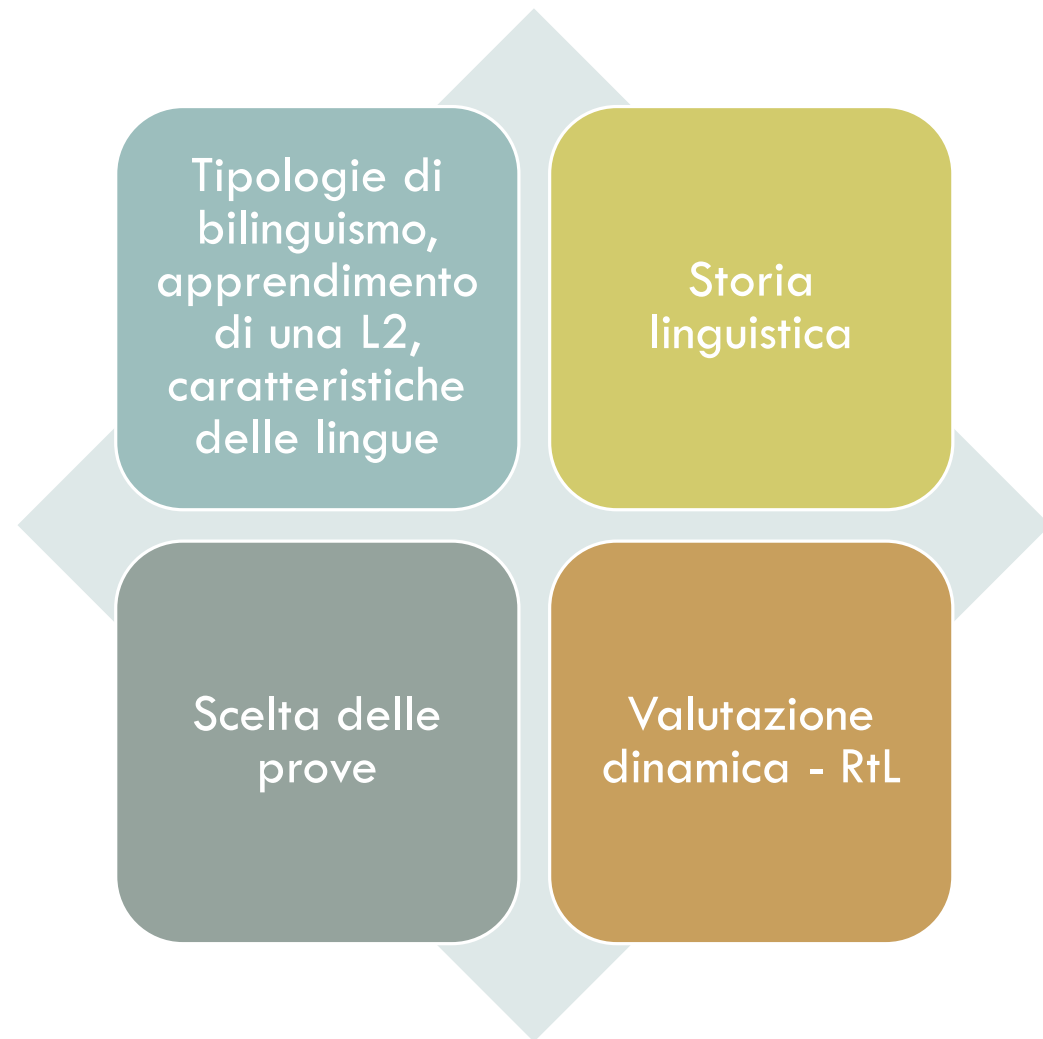 Tipologie di
bilinguismo,
apprendimento
di una L2,
caratteristiche
delle lingue
Storia
linguistica
Scelta delle
prove
Valutazione
dinamica - RtL